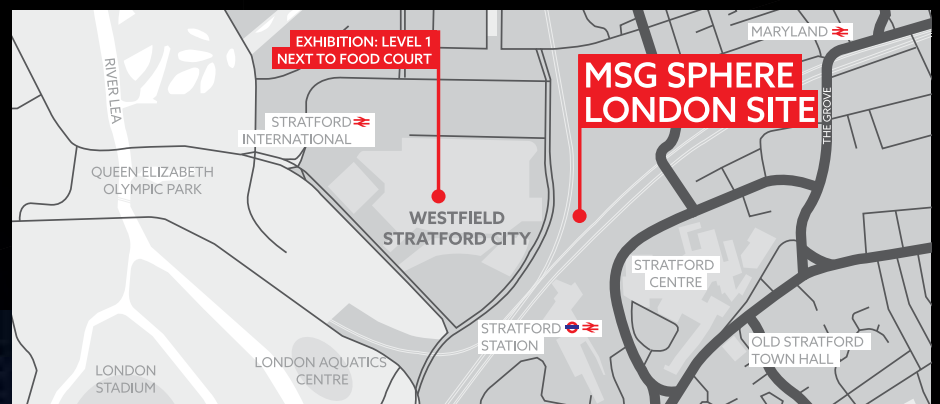 MARYLAND
EXHIBITION: LEVEL 1
NEXT TO FOOD COURT
MSG SPHERE
LONDON SITE
RIVER LEA
THE GROVE
STRATFORD
INTERNATIONAL
QUEEN ELIZABETH
OLYMPIC PARK
WESTFIELD
STRATFORD CITY
STRATFORD
CENTRE
STRATFORD
STATION
OLD STRATFORD
TOWN HALL
LONDON
STADIUM
LONDON AQUATICS
CENTRE